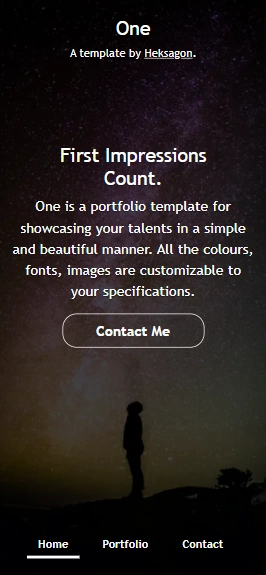 One
A template by Heksagon.
First Impressions
Count.
One is a portfolio template for
showcasing your talents in a simple
and beautiful manner. All the colours,
fonts, images are customizable to
your specifications.
Contact Me
Home Portfolio Contact